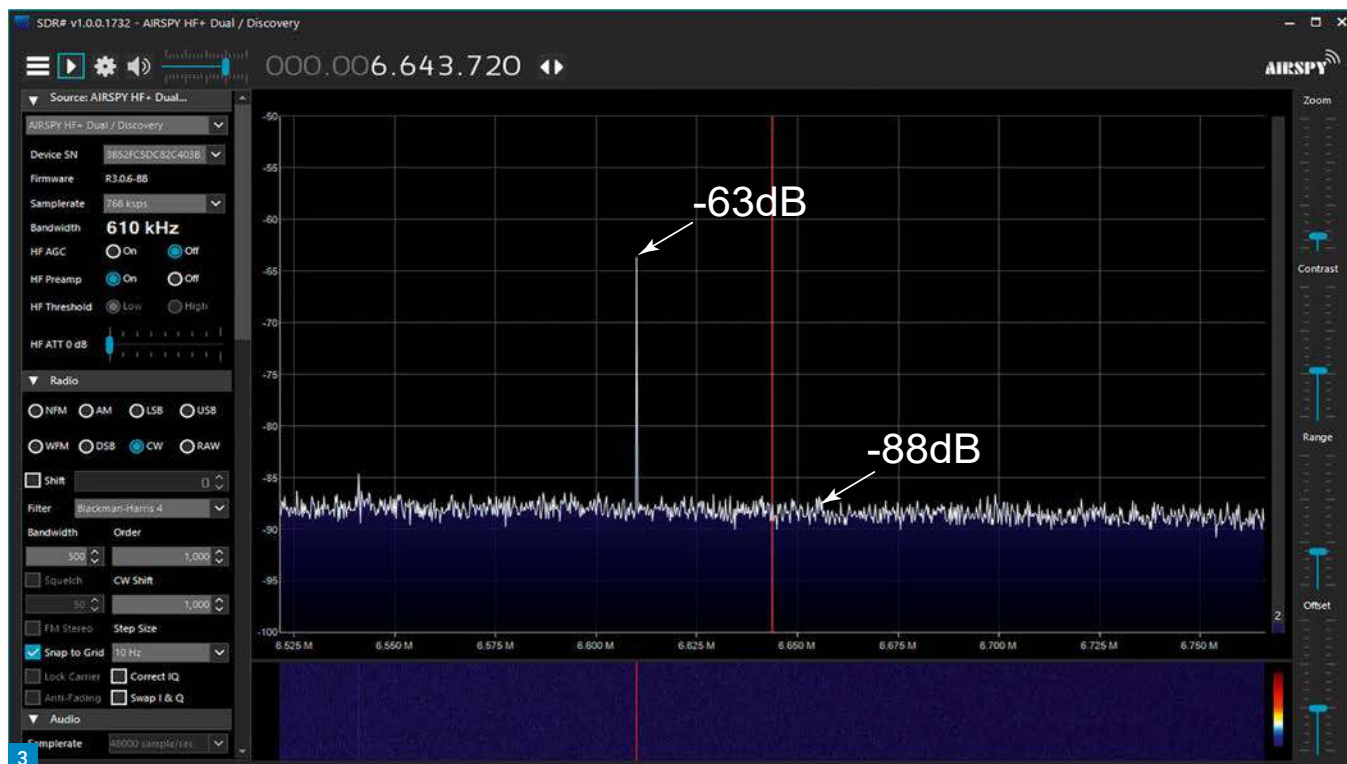 SDR# v1.0.0.1732 - AIRSPY HF+ Dual / Discovery
000.006.643.720
AIRSPY
Source: AIRSPY HF+ Dual...
AIRSPY HF+ Dual / Discovery
Device SN 3B52FC5DC82C403B
Firmware R3.0.6-BB
Samplerate 768 ksps
Bandwidth 610 kHz
HF AGC On Off
HF Preamp On Off
HF Threshold Low High
HF ATT 0 dB
Radio
NFM AM LSB USB
WFM DSB CW RAW
Shift 0
Filter Blackman-Harris 4
Bandwidth Order
500 1,000
Squelch CW Shift
50 1,000
FM Stereo Step Size
Snap to Grid 10 Hz
Lock Carrier Correct IQ
Anti-Fading Swap I & Q
Audio
Samplerate 48000 sample/sec
3
-50
-55
-60
-65
-70
-75
-80
-85
-90
-95
-100
-63dB
-88dB
6.525 M 6.550 M 6.575 M 6.600 M 6.625 M 6.650 M 6.675 M 6.700 M 6.725 M 6.750 M
2
Zoom
Contrast
Range
Offset